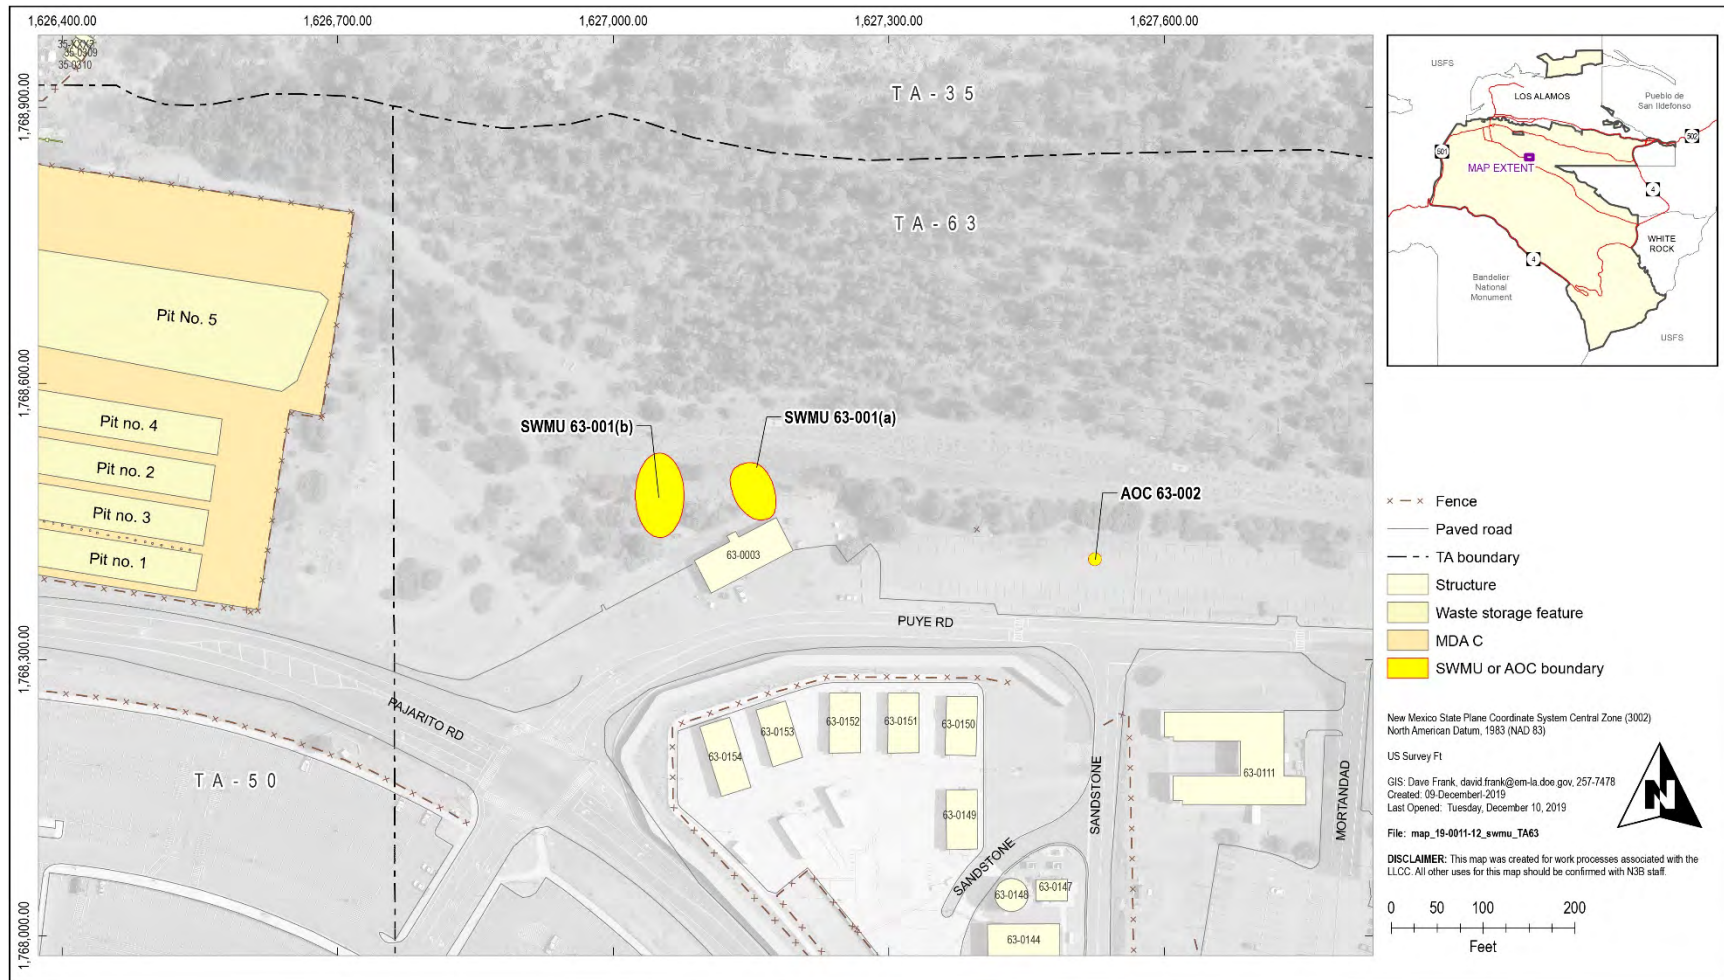 1,626,400.00
1,626,700.00
1,627,000.00
1,627,300.00
1,627,600.00
1,768,900.00
1,768,600.00
1,768,300.00
1,768,000.00
35-0309
35-0310
TA-35
TA-63
Pit No. 5
Pit no. 4
Pit no. 2
Pit no. 3
Pit no. 1
SWMU 63-001(b)
SWMU 63-001(a)
AOC 63-002
63-0003
PUYE RD
PAJARITO RD
TA-50
63-0154
63-0153
63-0152
63-0151
63-0150
63-0149
SANDSTONE
SANDSTONE
63-0111
MORTANDAD
63-0148
63-0147
63-0144
USFS
LOS ALAMOS
Pueblo de
San Ildefonso
502
501
MAP EXTENT
4
WHITE
ROCK
4
Bandelier
National
Monument
USFS
Fence
Paved road
TA boundary
Structure
Waste storage feature
MDA C
SWMU or AOC boundary
New Mexico State Plane Coordinate System Central Zone (3002)
North American Datum, 1983 (NAD 83)
US Survey Ft
GIS: Dave Frank, david.frank@em-la.doe.gov, 257-7478
Created: 09-Decemberl-2019
Last Opened: Tuesday, December 10, 2019
File: map_19-0011-12_swmu_TA63
DISCLAIMER: This map was created for work processes associated with the
LLCC. All other uses for this map should be confirmed with N3B staff.
N
0 50 100 200
Feet